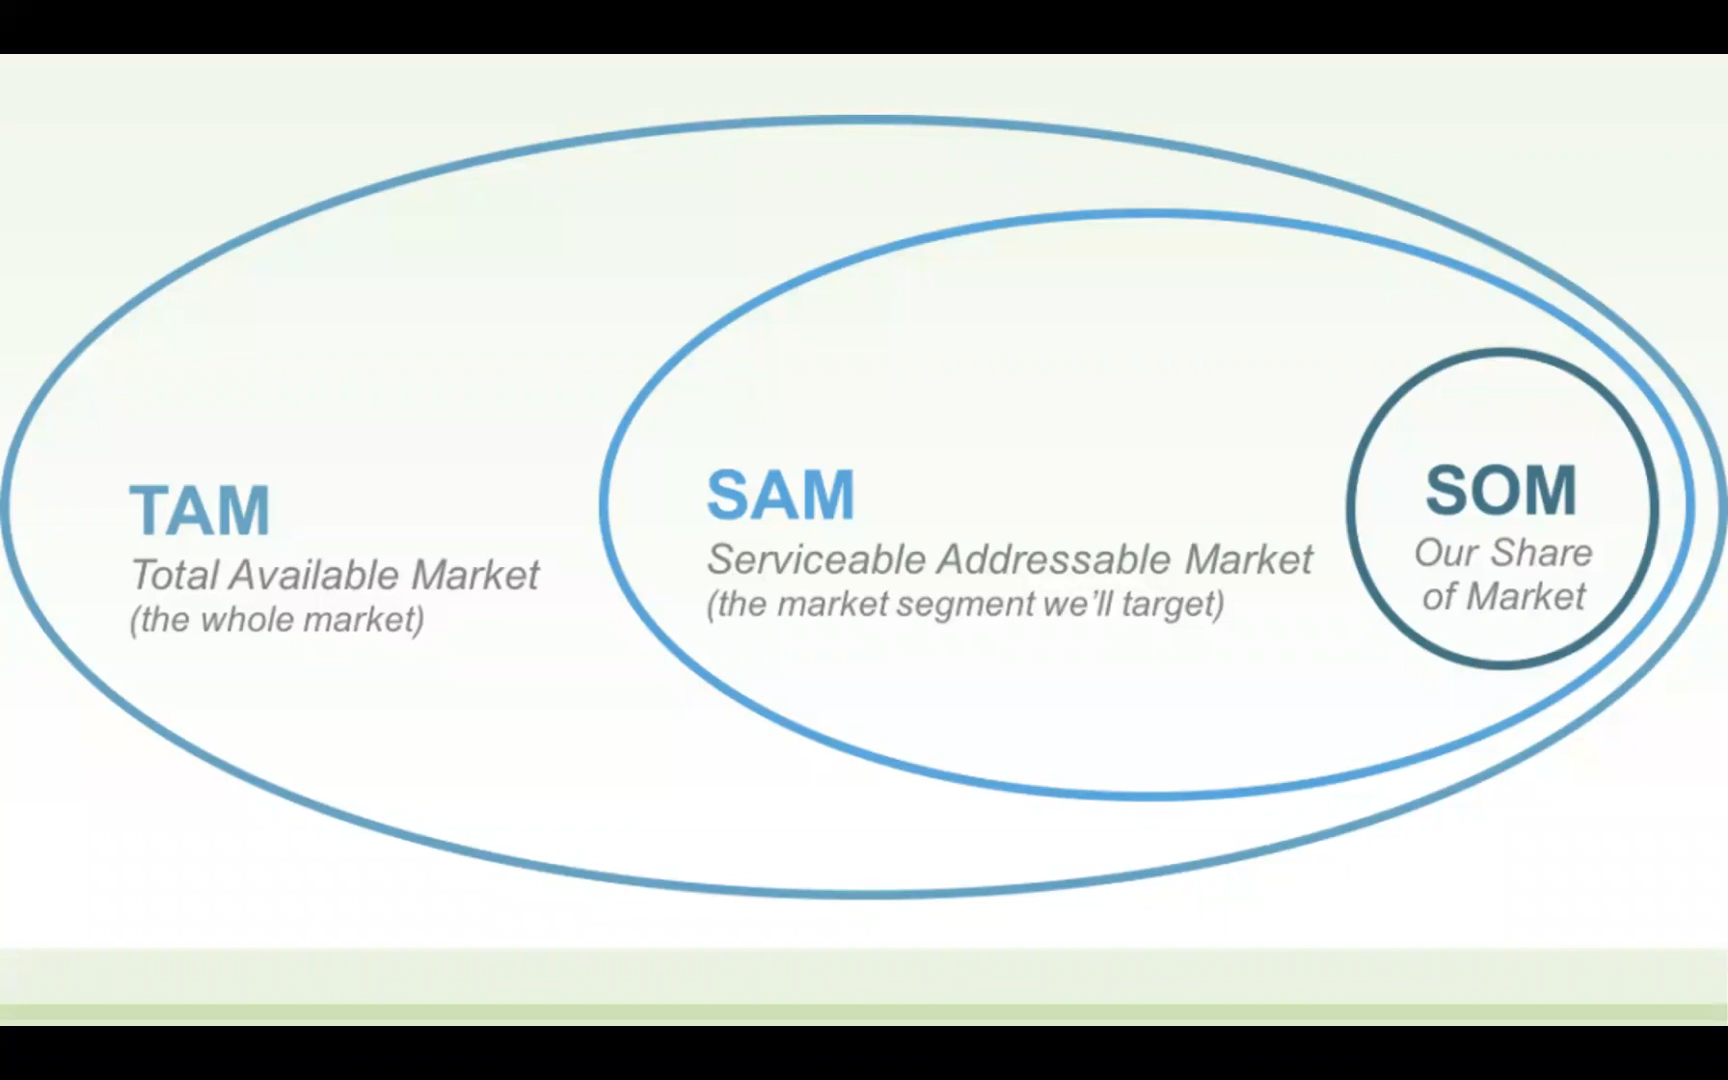 TAM
Total Available Market
(the whole market)
SAM
Serviceable Addressable Market
(the market segment we'll target)
SOM
Our Share
of Market